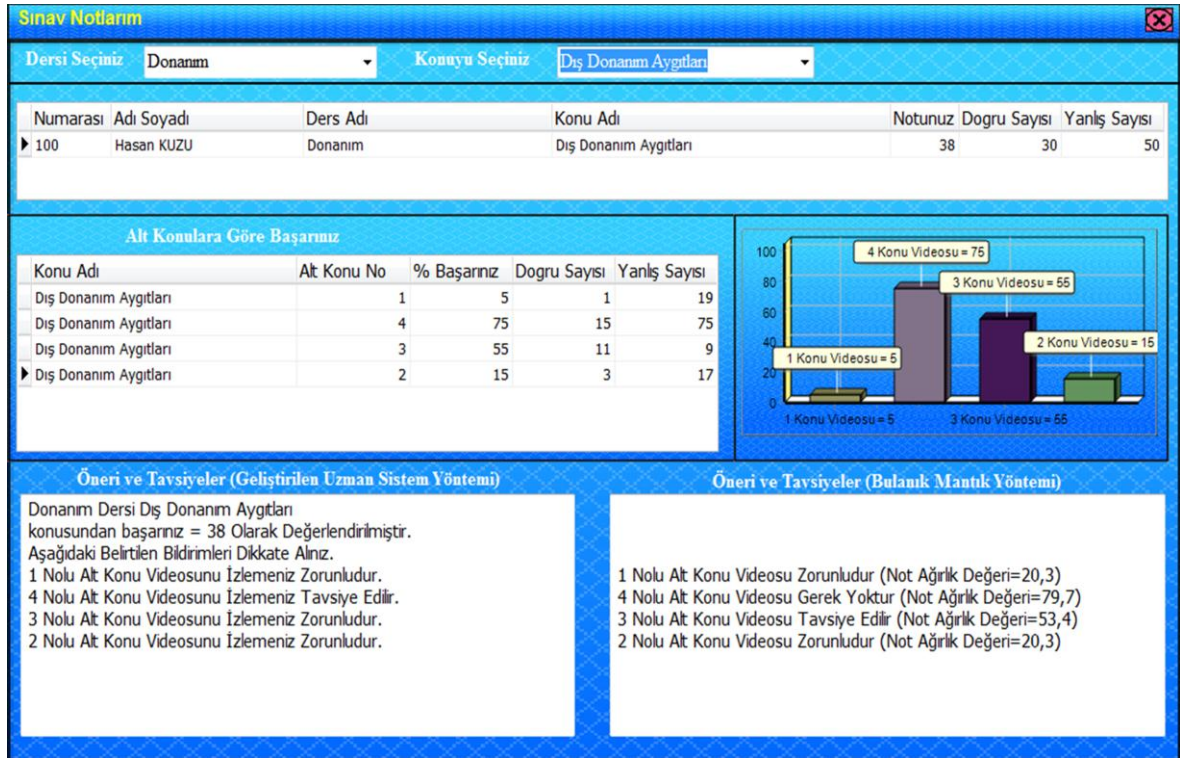 Sınav Notlarım
Dersi Seçiniz Donanım Konuyu Seçiniz Dış Donanım Aygıtları
Numarası Adı Soyadı Ders Adı Konu Adı Notunuz Dogru Sayısı Yanlış Sayısı
100 Hasan KUZU Donanım Dış Donanım Aygıtları 38 30 50
Alt Konulara Göre Başarınız
Konu Adı Alt Konu No % Başarınız Dogru Sayısı Yanlış Sayısı
Dış Donanım Aygıtları 1 5 1 19
Dış Donanım Aygıtları 4 75 15 75
Dış Donanım Aygıtları 3 55 11 9
Dış Donanım Aygıtları 2 15 3 17
100
80
60
40
20
0
4 Konu Videosu = 75
3 Konu Videosu = 55
2 Konu Videosu = 15
1 Konu Videosu = 5
1 Konu Videosu = 5 3 Konu Videosu = 55
Öneri ve Tavsiyeler (Geliştirilen Uzman Sistem Yöntemi)
Donanım Dersi Dış Donanım Aygıtları
konusundan başarınız = 38 Olarak Değerlendirilmiştir.
Aşağıdaki Belirtilen Bildirimleri Dikkate Alınız.
1 Nolu Alt Konu Videosunu İzlemeniz Zorunludur.
4 Nolu Alt Konu Videosunu İzlemeniz Tavsiye Edilir.
3 Nolu Alt Konu Videosunu İzlemeniz Zorunludur.
2 Nolu Alt Konu Videosunu İzlemeniz Zorunludur.
Öneri ve Tavsiyeler (Bulanık Mantık Yöntemi)
1 Nolu Alt Konu Videosu Zorunludur (Not Ağırlık Değeri=20,3)
4 Nolu Alt Konu Videosu Gerek Yoktur (Not Ağırlık Değeri=79,7)
3 Nolu Alt Konu Videosu Tavsiye Edilir (Not Ağırlık Değeri=53,4)
2 Nolu Alt Konu Videosu Zorunludur (Not Ağırlık Değeri=20,3)